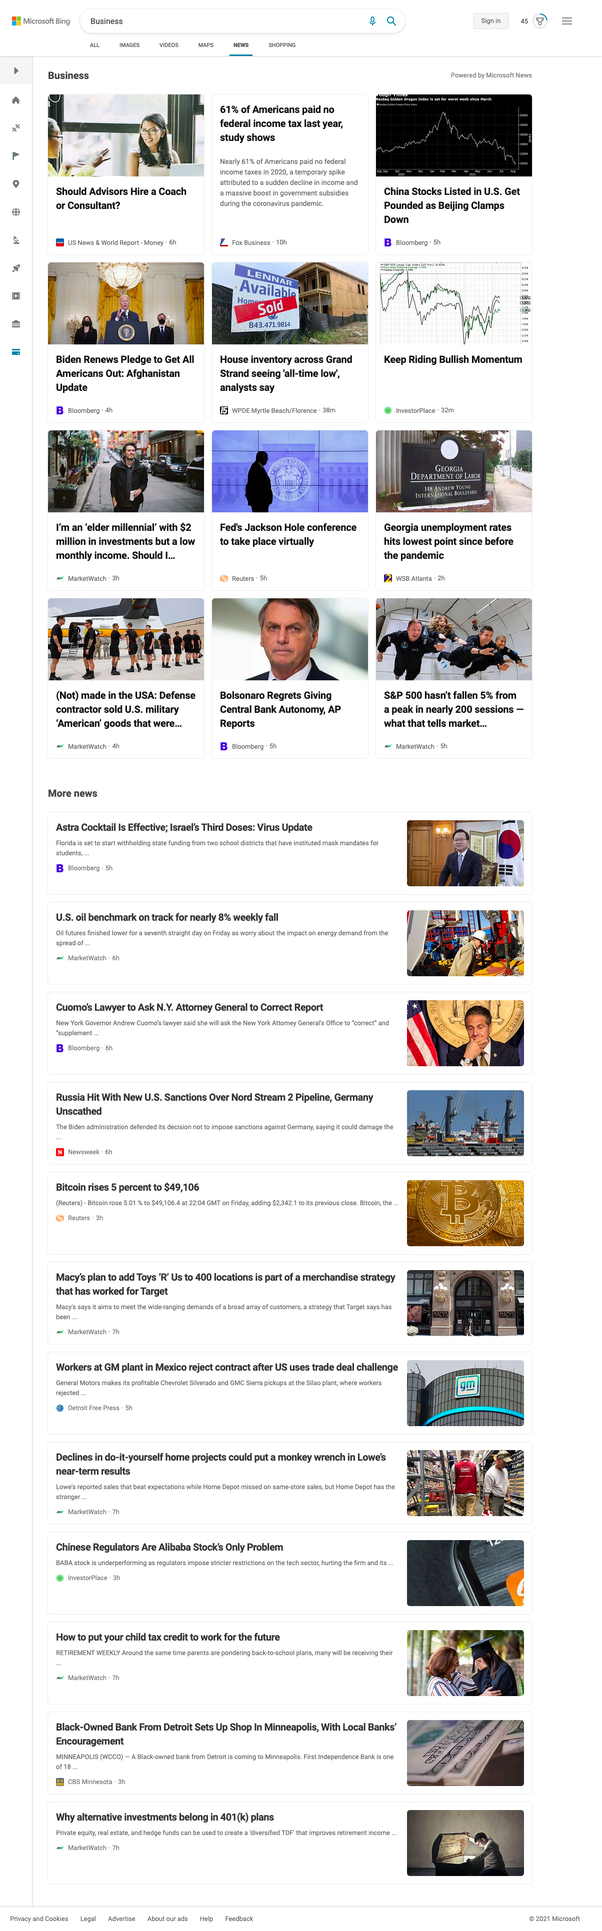 Microsoft Bing
Business
Sign in
45
ALL
IMAGES
VIDEOS
MAPS
NEWS
SHOPPING
Business
Powered by Microsoft News
Should Advisors Hire a Coach
or Consultant?
US News & World Report - Money · 6h
61% of Americans paid no
federal income tax last year,
study shows
Nearly 61% of Americans paid no federal
income taxes in 2020, a temporary spike
attributed to a sudden decline in income and
a massive boost in government subsidies
during the coronavirus pandemic.
Fox Business · 10h
Nasdaq Golden Dragon Index is set for worst week since March
China Stocks Listed in U.S. Get
Pounded as Beijing Clamps
Down
Bloomberg · 5h
Biden Renews Pledge to Get All
Americans Out: Afghanistan
Update
Bloomberg · 4h
LENNAR
Available
Sold
843.471.9814
House inventory across Grand
Strand seeing 'all-time low',
analysts say
WPDE Myrtle Beach/Florence · 38m
Keep Riding Bullish Momentum
InvestorPlace · 32m
I'm an 'elder millennial' with $2
million in investments but a low
monthly income. Should I...
MarketWatch · 3h
Fed's Jackson Hole conference
to take place virtually
Reuters · 5h
GEORGIA
DEPARTMENT OF LABOR
148 ANDREW YOUNG
INTERNATIONAL BOULEVARD
Georgia unemployment rates
hits lowest point since before
the pandemic
WSB Atlanta · 2h
(Not) made in the USA: Defense
contractor sold U.S. military
'American' goods that were...
MarketWatch · 4h
Bolsonaro Regrets Giving
Central Bank Autonomy, AP
Reports
Bloomberg · 5h
S&P 500 hasn't fallen 5% from
a peak in nearly 200 sessions —
what that tells market...
MarketWatch · 5h
More news
Astra Cocktail Is Effective; Israel's Third Doses: Virus Update
Florida is set to start withholding state funding from two school districts that have instituted mask mandates for
students, ...
Bloomberg · 5h
U.S. oil benchmark on track for nearly 8% weekly fall
Oil futures finished lower for a seventh straight day on Friday as worry about the impact on energy demand from the
spread of ...
MarketWatch · 6h
Cuomo's Lawyer to Ask N.Y. Attorney General to Correct Report
New York Governor Andrew Cuomo's lawyer said she will ask the New York Attorney General's Office to "correct" and
"supplement ...
Bloomberg · 6h
Russia Hit With New U.S. Sanctions Over Nord Stream 2 Pipeline, Germany
Unscathed
The Biden administration defended its decision not to impose sanctions against Germany, saying it could damage the
...
Newsweek · 6h
Bitcoin rises 5 percent to $49,106
(Reuters) - Bitcoin rose 5.01 % to $49,106.4 at 22:04 GMT on Friday, adding $2,342.1 to its previous close. Bitcoin, the ...
Reuters · 3h
Macy's plan to add Toys 'R' Us to 400 locations is part of a merchandise strategy
that has worked for Target
Macy's says it aims to meet the wide-ranging demands of a broad array of customers, a strategy that Target says has
been ...
MarketWatch · 7h
Workers at GM plant in Mexico reject contract after US uses trade deal challenge
General Motors makes its profitable Chevrolet Silverado and GMC Sierra pickups at the Silao plant, where workers
rejected ...
Detroit Free Press · 5h
gm
Declines in do-it-yourself home projects could put a monkey wrench in Lowe's
near-term results
Lowe's reported sales that beat expectations while Home Depot missed on same-store sales, but Home Depot has the
stronger ...
MarketWatch · 7h
Chinese Regulators Are Alibaba Stock's Only Problem
BABA stock is underperforming as regulators impose stricter restrictions on the tech sector, hurting the firm and its ...
InvestorPlace · 3h
How to put your child tax credit to work for the future
RETIREMENT WEEKLY Around the same time parents are pondering back-to-school plans, many will be receiving their
...
MarketWatch · 7h
Black-Owned Bank From Detroit Sets Up Shop In Minneapolis, With Local Banks'
Encouragement
MINNEAPOLIS (WCCO) — A Black-owned bank from Detroit is coming to Minneapolis. First Independence Bank is one
of 18 ...
CBS Minnesota · 3h
Why alternative investments belong in 401(k) plans
Private equity, real estate, and hedge funds can be used to create a 'diversified TDF' that improves retirement income ...
MarketWatch · 7h
Privacy and Cookies
Legal
Advertise
About our ads
Help
Feedback
© 2021 Microsoft